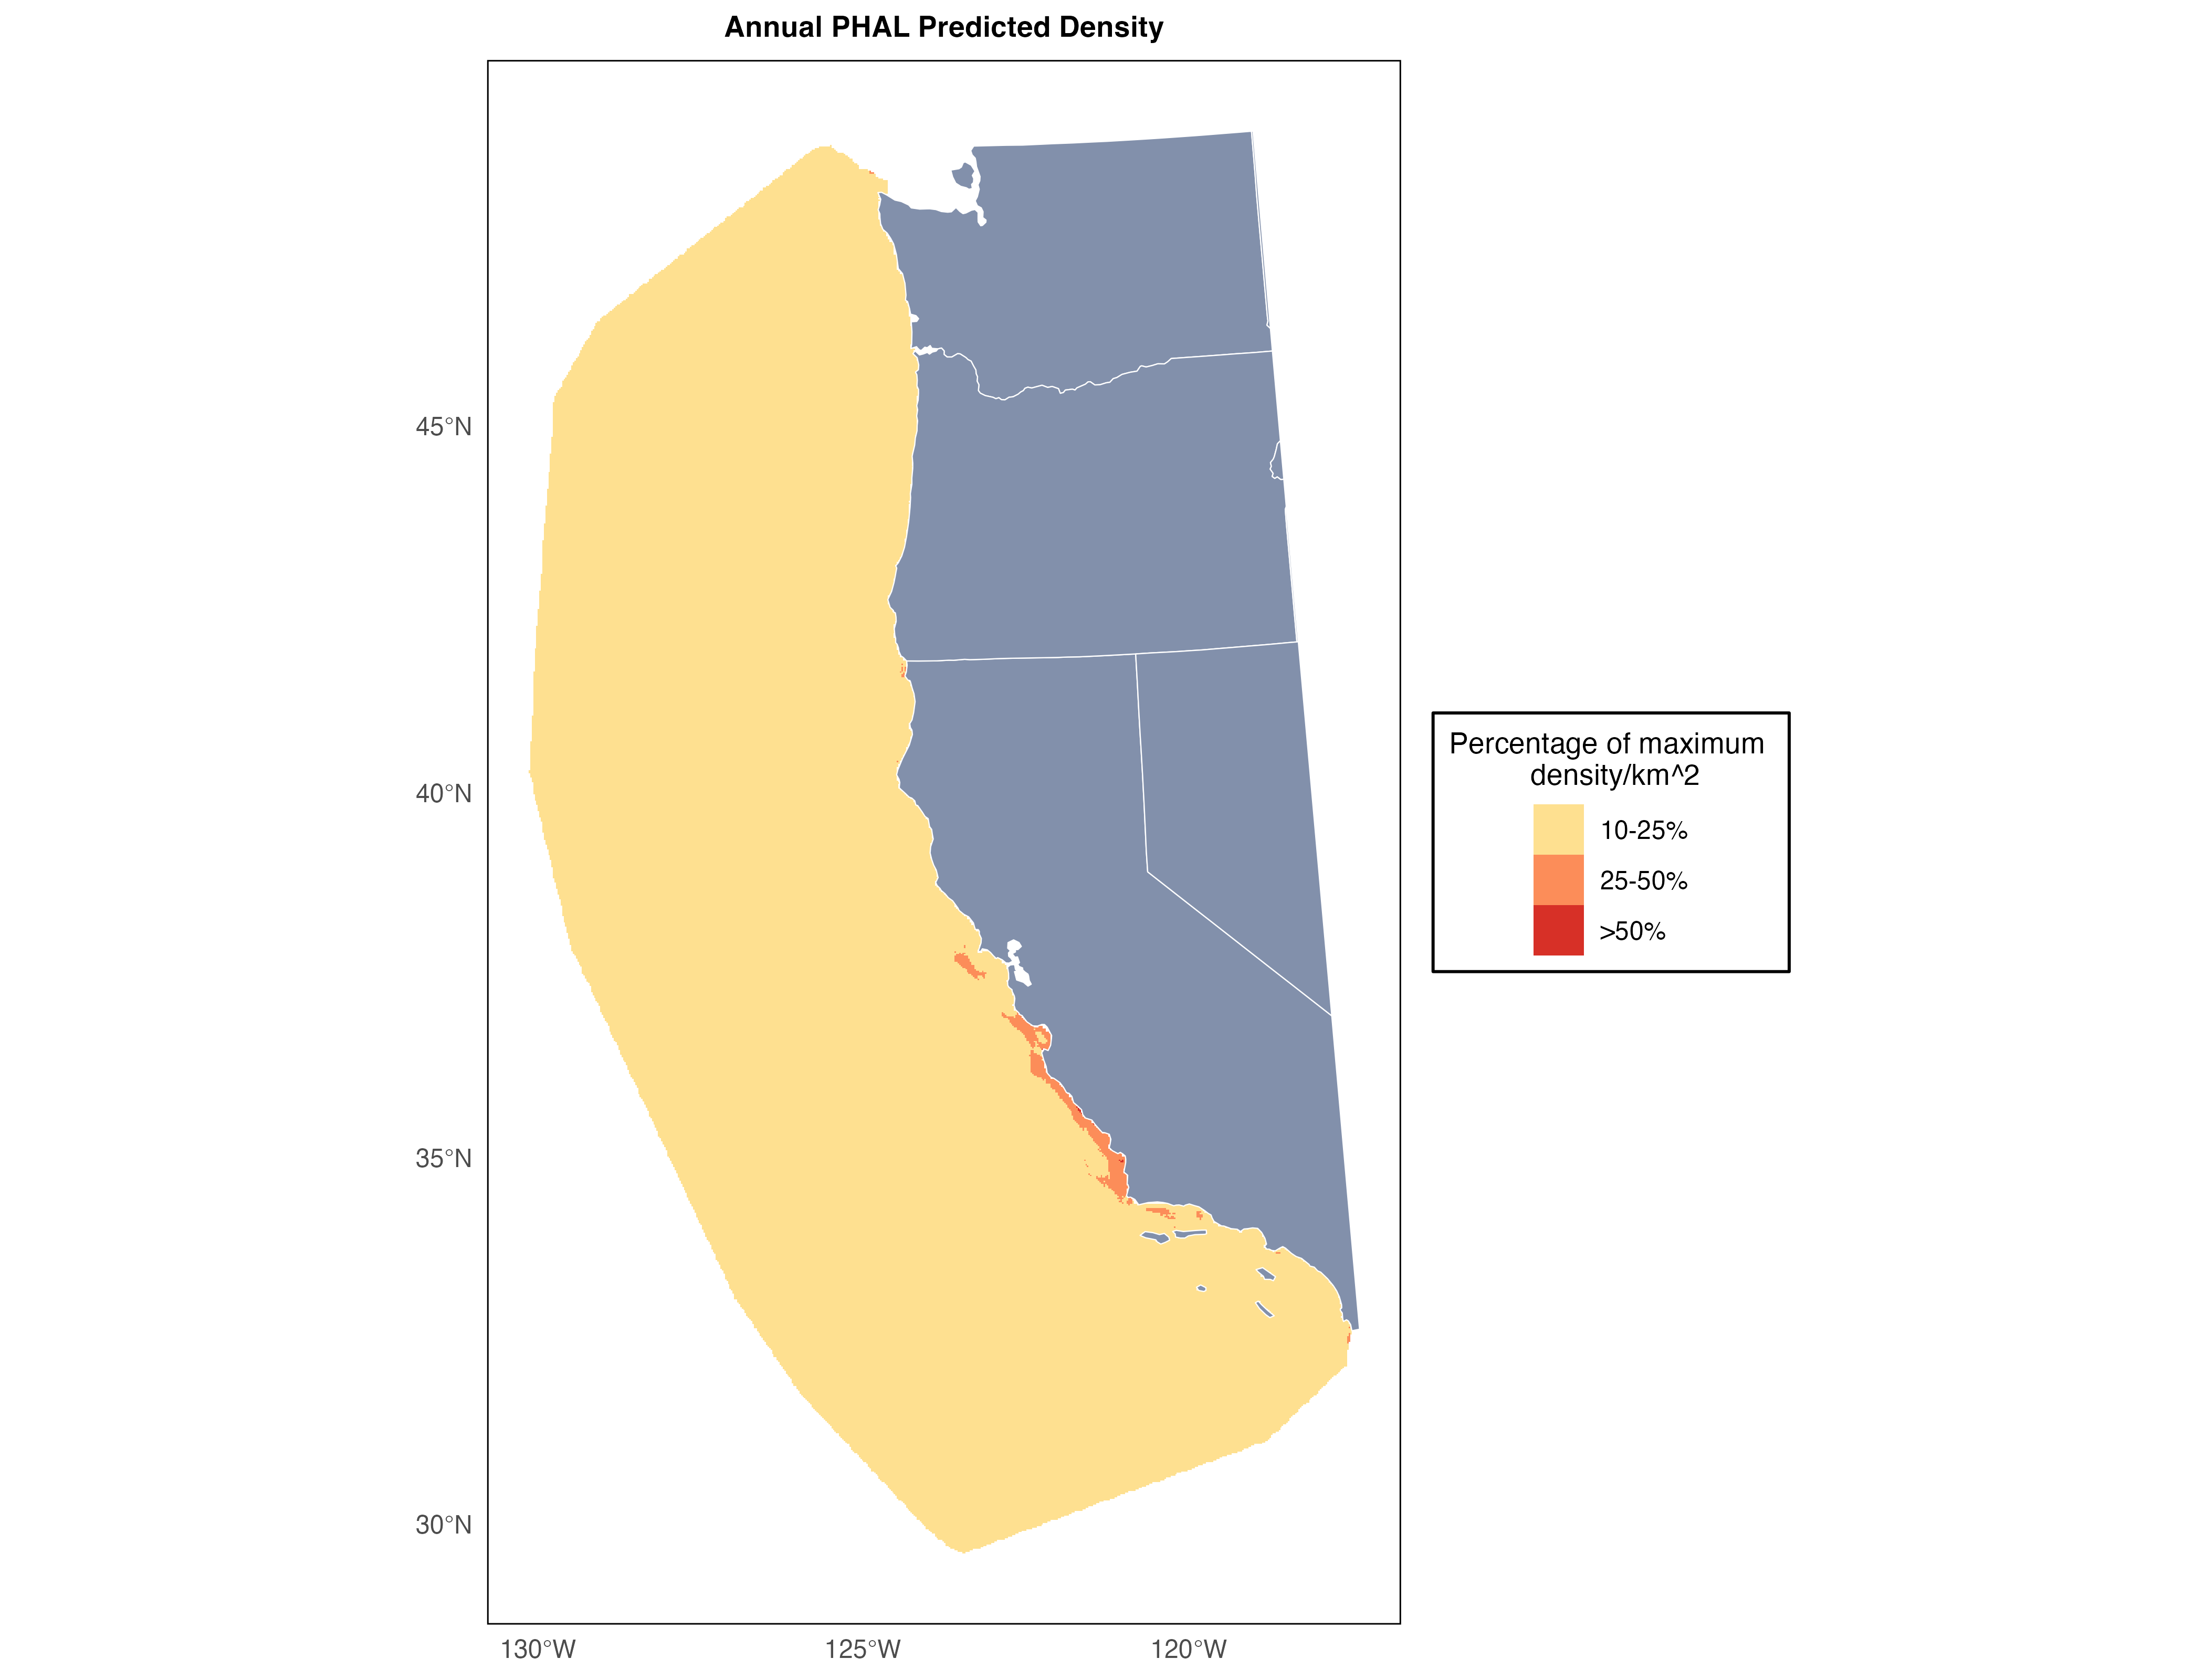 Annual PHAL Predicted Density
45°N
40°N
35°N
30°N
130°W
125°W
120°W
Percentage of maximum
density/km^2
10-25%
25-50%
>50%